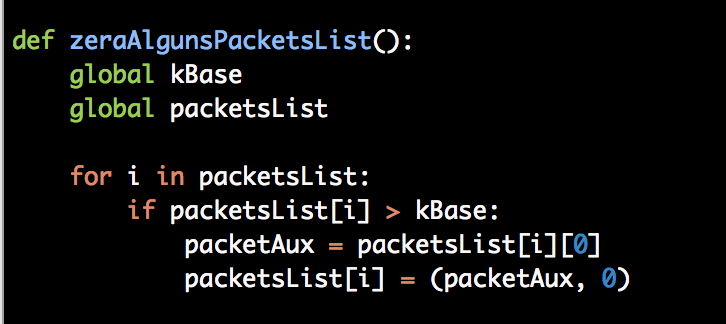 def zeraAlgunsPacketsList():
    global kBase
    global packetsList

    for i in packetsList:
        if packetsList[i] > kBase:
            packetAux = packetsList[i][0]
            packetsList[i] = (packetAux, 0)